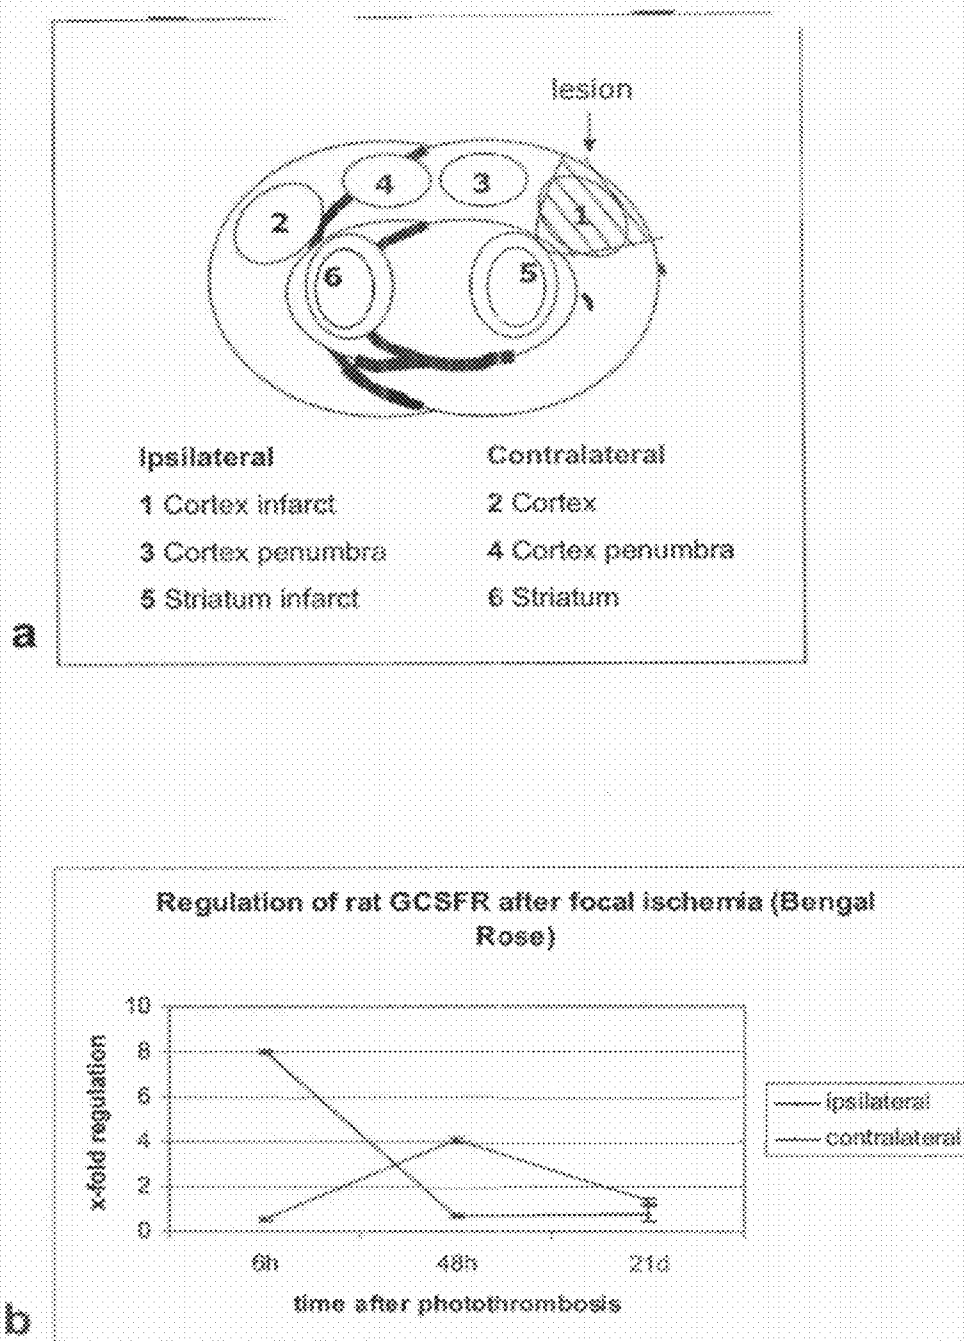 lesion
4 3
2 1
6 5
Ipsilateral Contralateral
1 Cortex infarct 2 Cortex
3 Cortex penumbra 4 Cortex penumbra
5 Striatum infarct 6 Striatum
a
Regulation of rat GCSFR after focal ischemia (Bengal
Rose)
10
8
6
4
2
0
x-fold regulation
ipsilateral
contralateral
6h 48h 21d
time after photothrombosis
b